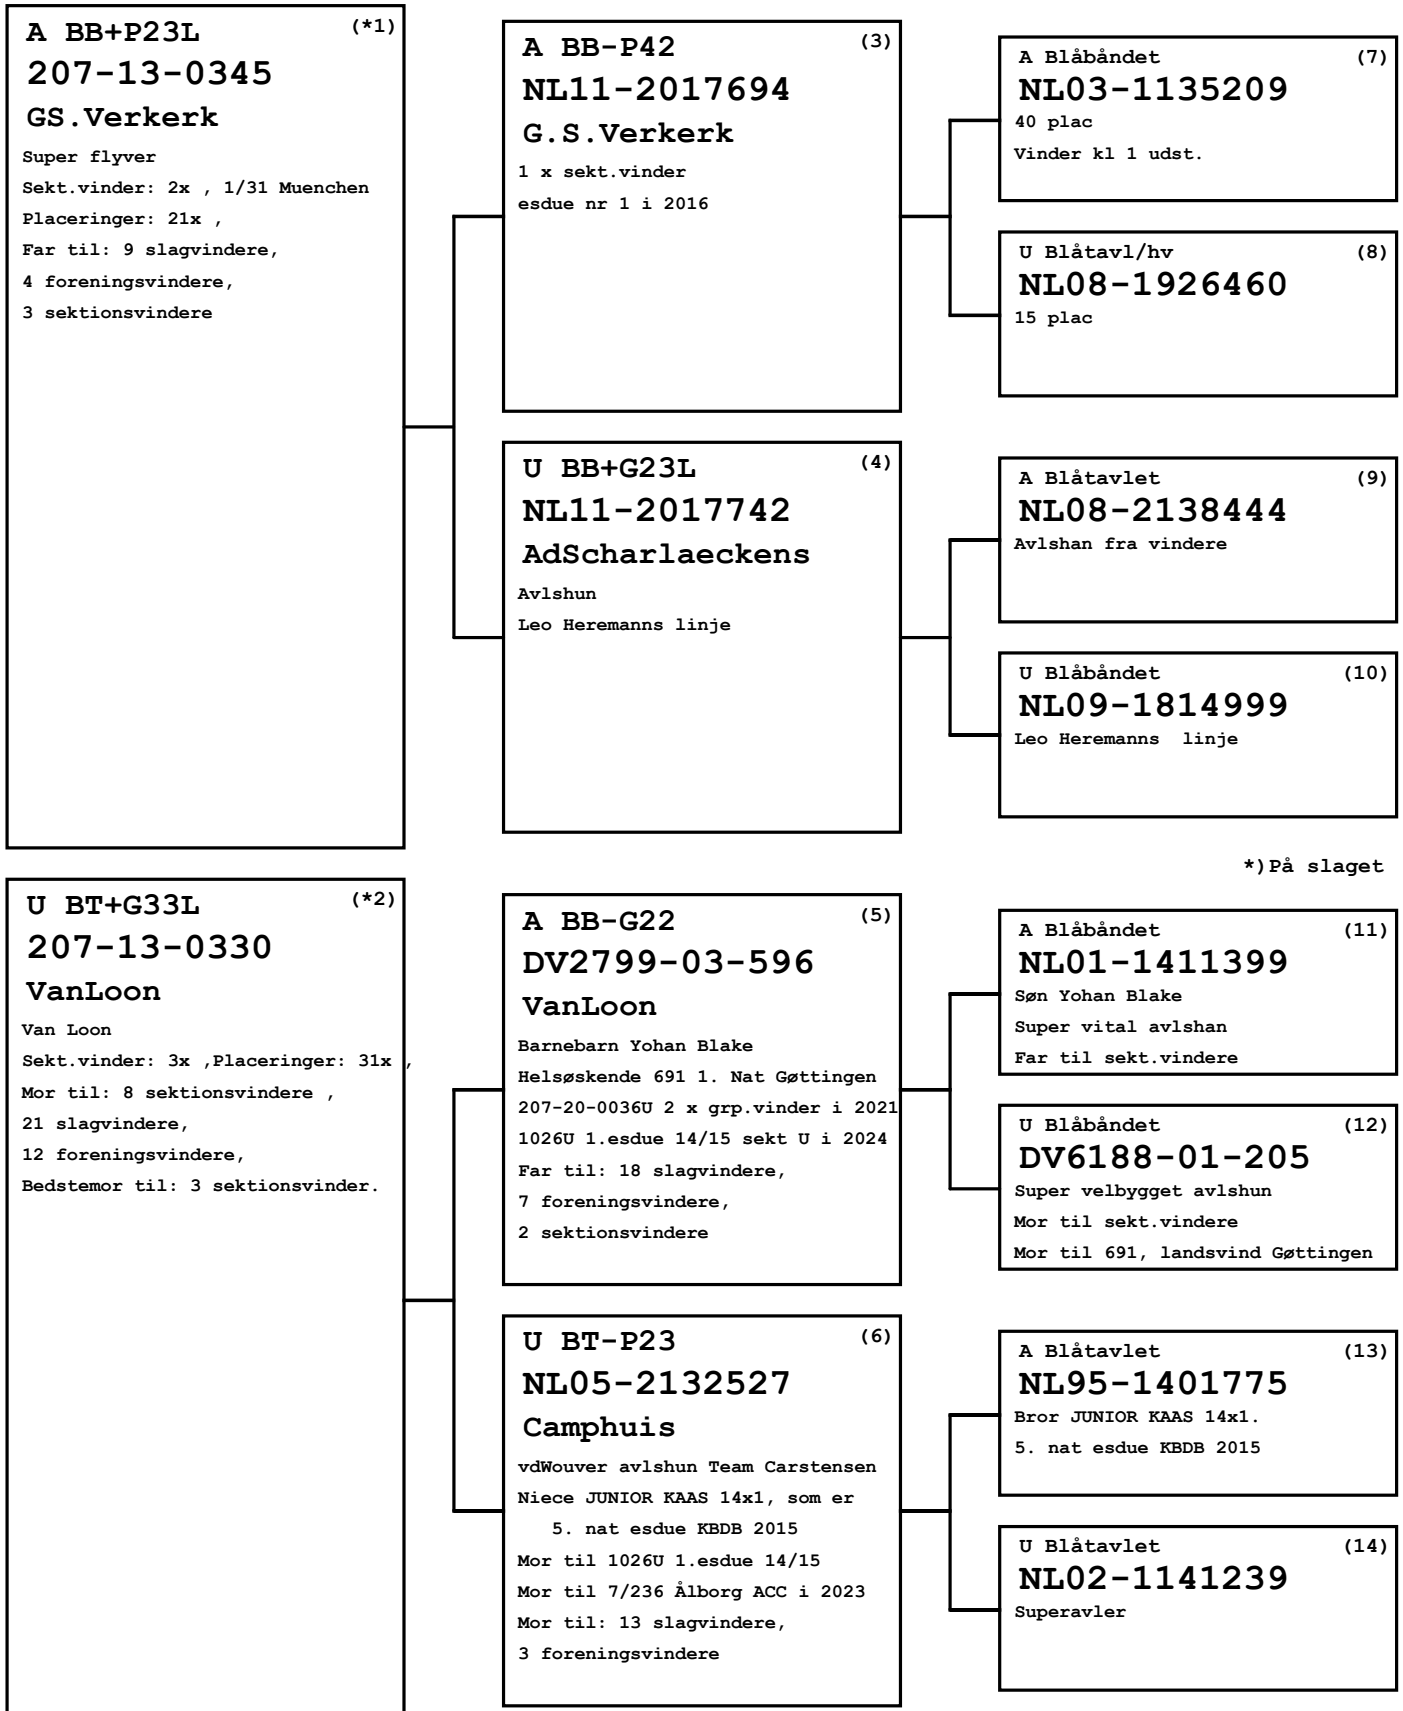 A BB+P23L (*1)
207-13-0345
GS.Verkerk
Super flyver
Sekt.vinder: 2x , 1/31 Muenchen
Placeringer: 21x ,
Far til: 9 slagvindere,
4 foreningsvindere,
3 sektionsvindere
A BB-P42 (3)
NL11-2017694
G.S.Verkerk
1 x sekt.vinder
esdue nr 1 i 2016
A Blåbåndet (7)
NL03-1135209
40 plac
Vinder kl 1 udst.
U Blåtavl/hv (8)
NL08-1926460
15 plac
U BB+G23L (4)
NL11-2017742
AdScharlaeckens
Avlshun
Leo Heremanns linje
A Blåtavlet (9)
NL08-2138444
Avlshan fra vindere
U Blåbåndet (10)
NL09-1814999
Leo Heremanns  linje
*)På slaget
U BT+G33L (*2)
207-13-0330
VanLoon
Van Loon
Sekt.vinder: 3x ,Placeringer: 31x ,
Mor til: 8 sektionsvindere ,
21 slagvindere,
12 foreningsvindere,
Bedstemor til: 3 sektionsvinder.
A BB-G22 (5)
DV2799-03-596
VanLoon
Barnebarn Yohan Blake
Helsøskende 691 1. Nat Gøttingen
207-20-0036U 2 x grp.vinder i 2021
1026U 1.esdue 14/15 sekt U i 2024
Far til: 18 slagvindere,
7 foreningsvindere,
2 sektionsvindere
A Blåbåndet (11)
NL01-1411399
Søn Yohan Blake
Super vital avlshan
Far til sekt.vindere
U Blåbåndet (12)
DV6188-01-205
Super velbygget avlshun
Mor til sekt.vindere
Mor til 691, landsvind Gøttingen
U BT-P23 (6)
NL05-2132527
Camphuis
vdWouver avlshun Team Carstensen
Niece JUNIOR KAAS 14x1, som er
5. nat esdue KBDB 2015
Mor til 1026U 1.esdue 14/15
Mor til 7/236 Ålborg ACC i 2023
Mor til: 13 slagvindere,
3 foreningsvindere
A Blåtavlet (13)
NL95-1401775
Bror JUNIOR KAAS 14x1.
5. nat esdue KBDB 2015
U Blåtavlet (14)
NL02-1141239
Superavler